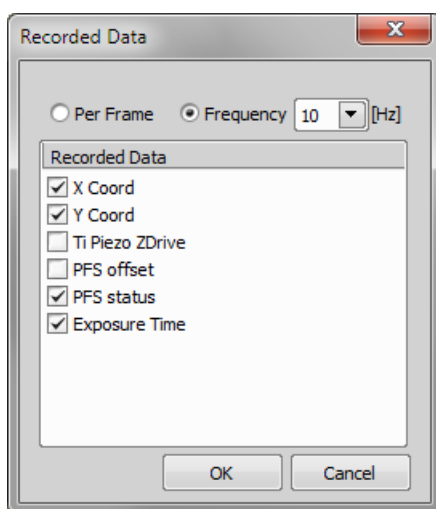 Recorded Data
Per Frame Frequency 10 [Hz]
Recorded Data
X Coord
Y Coord
Ti Piezo ZDrive
PFS offset
PFS status
Exposure Time
OK Cancel